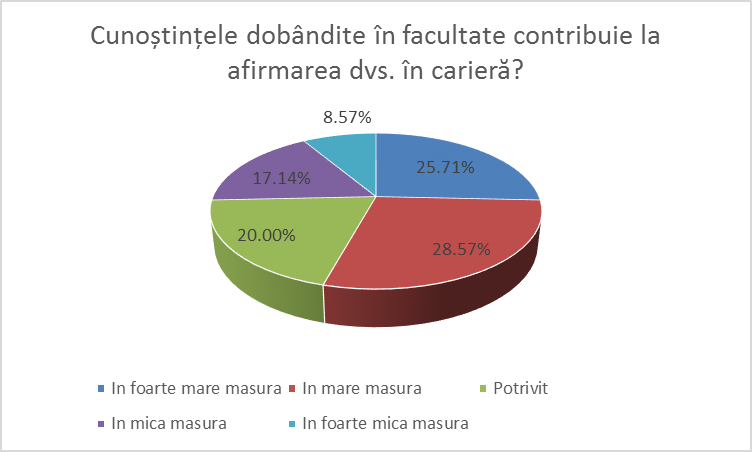 Cunoștințele dobândite în facultate contribuie la
afirmarea dvs. în carieră?
8.57%
25.71%
17.14%
20.00%
28.57%
In foarte mare masura
In mare masura
Potrivit
In mica masura
In foarte mica masura